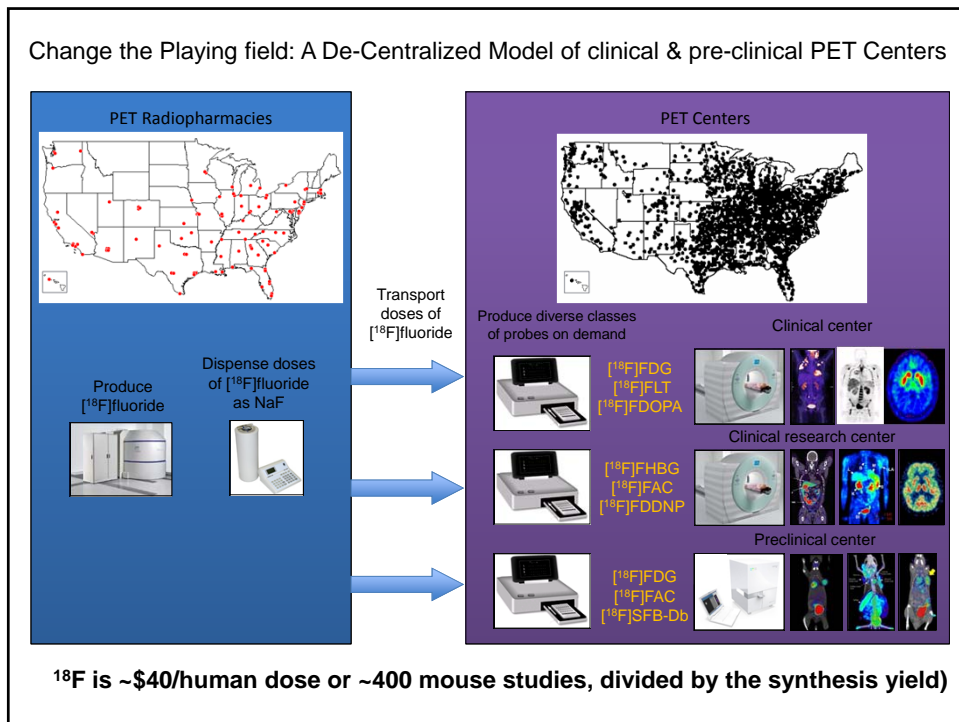 Change the Playing field: A De-Centralized Model of clinical & pre-clinical PET Centers
PET Radiopharmacies
Produce
[¹⁸F]fluoride
Dispense doses
of [¹⁸F]fluoride
as NaF
Transport
doses of
[¹⁸F]fluoride
PET Centers
Produce diverse classes
of probes on demand
Clinical center
[¹⁸F]FDG
[¹⁸F]FLT
[¹⁸F]FDOPA
Clinical research center
[¹⁸F]FHBG
[¹⁸F]FAC
[¹⁸F]FDDNP
Preclinical center
[¹⁸F]FDG
[¹⁸F]FAC
[¹⁸F]SFB-Db
¹⁸F is ~$40/human dose or ~400 mouse studies, divided by the synthesis yield)